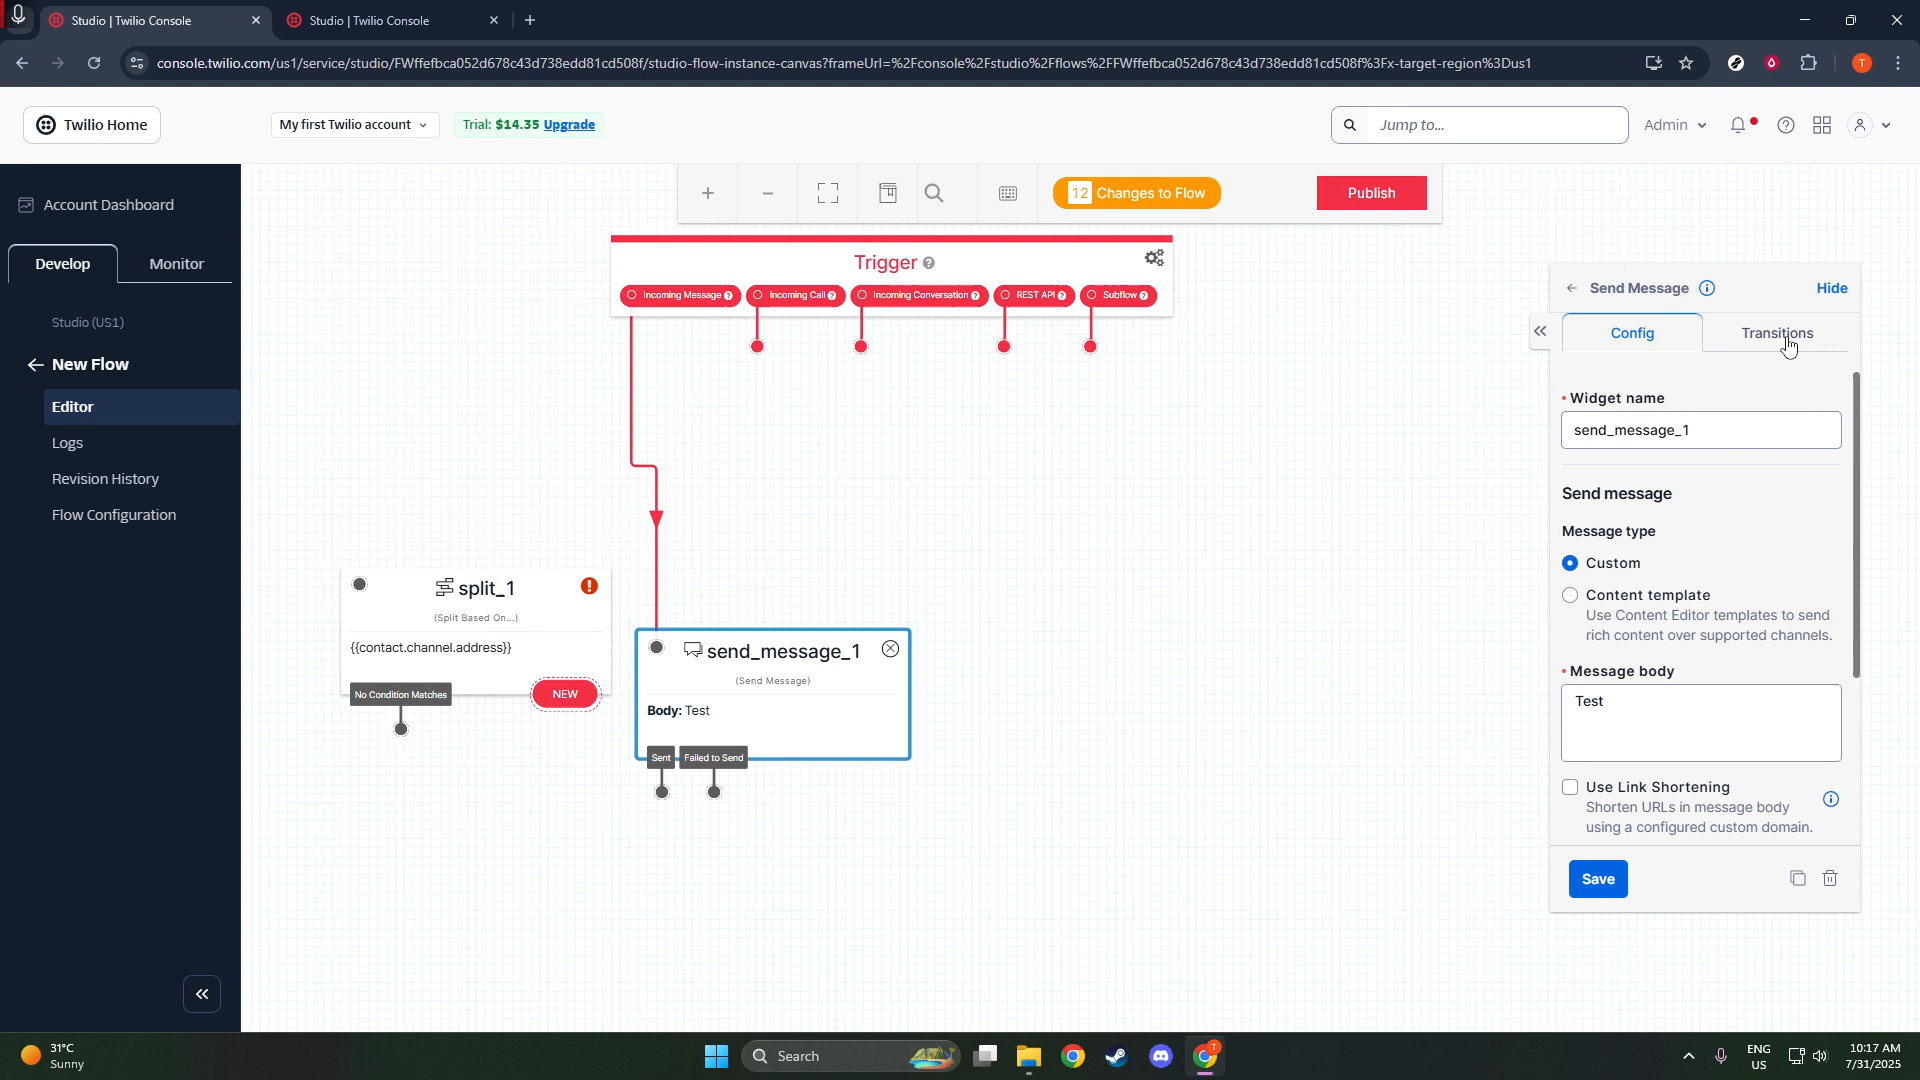 Studio | Twilio Console
Studio | Twilio Console
console.twilio.com/us1/service/studio/FWffefbca052d678c43d738edd81cd508f/studio-flow-instance-canvas?frameUrl=%2Fconsole%2Fstudio%2Fflows%2FFWffefbca052d678c43d738edd81cd508f%3Fx-target-region%3Dus1
T
Twilio Home
My first Twilio account
Trial: $14.35 Upgrade
Jump to...
Admin
Account Dashboard
Develop
Monitor
Studio (US1)
New Flow
Editor
Logs
Revision History
Flow Configuration
12 Changes to Flow
Publish
Trigger
Incoming Message
Incoming Call
Incoming Conversation
REST API
Subflow
split_1
(Split Based On...)
{{contact.channel.address}}
No Condition Matches
NEW
send_message_1
(Send Message)
Body: Test
Sent
Failed to Send
Send Message
Hide
Config
Transitions
• Widget name
send_message_1
Send message
Message type
Custom
Content template
Use Content Editor templates to send
rich content over supported channels.
• Message body
Test
Use Link Shortening
Shorten URLs in message body
using a configured custom domain.
Save
31°C
Sunny
Search
T
ENG
US
10:17 AM
7/31/2025